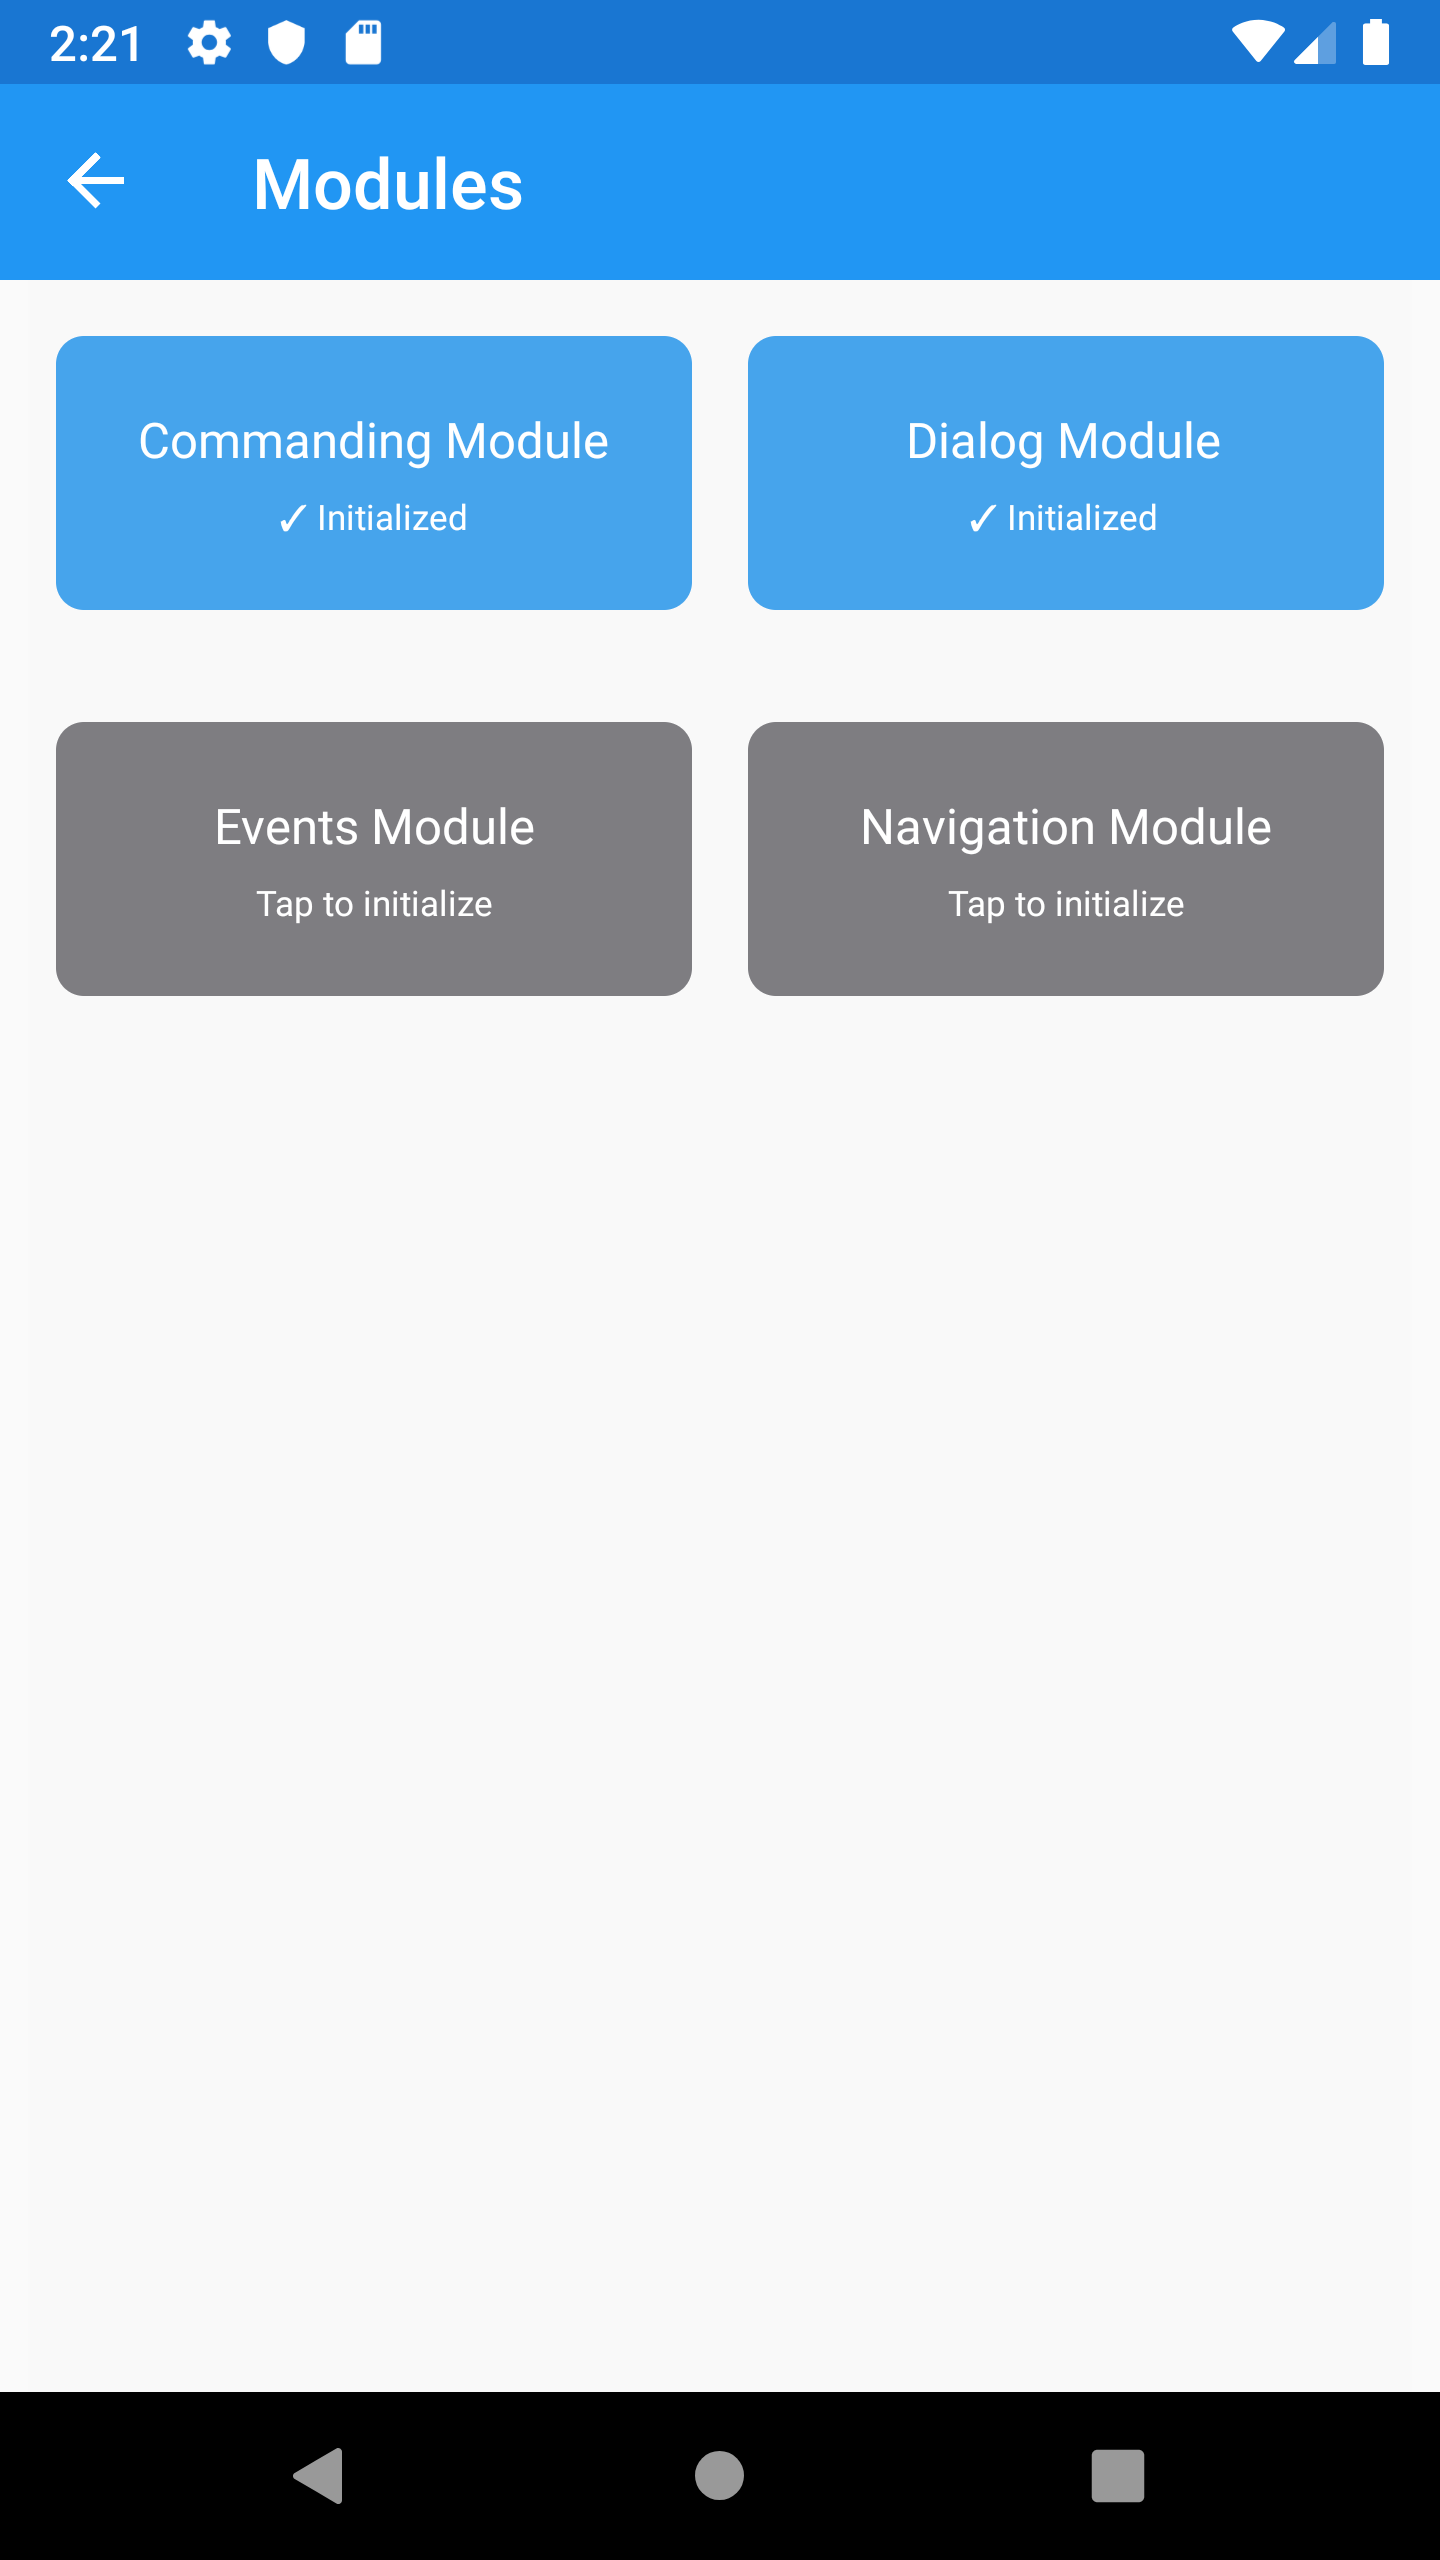 2:21
Modules
Commanding Module
✓ Initialized
Dialog Module
✓ Initialized
Events Module
Tap to initialize
Navigation Module
Tap to initialize